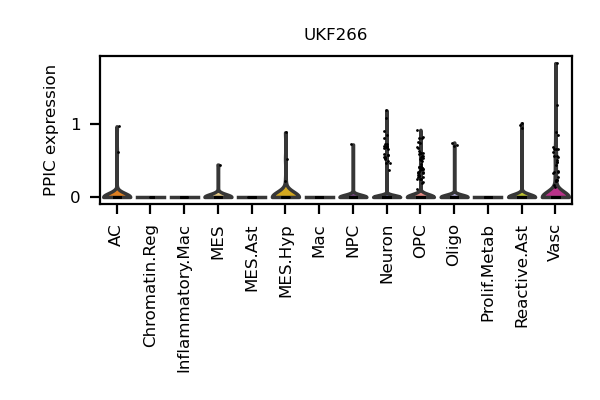 UKF266
PPIC expression
1
0
AC
Chromatin.Reg
Inflammatory.Mac
MES
MES.Ast
MES.Hyp
Mac
NPC
Neuron
OPC
Oligo
Prolif.Metab
Reactive.Ast
Vasc